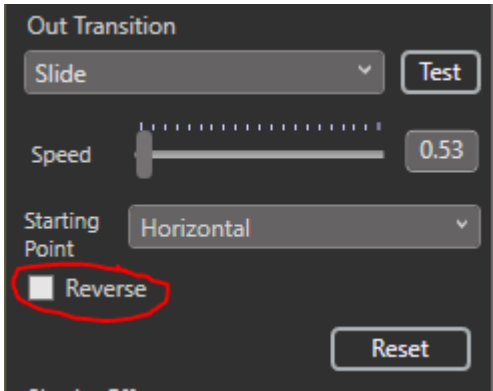 Out Transition
Slide
Test
Speed
0.53
Starting
Point
Horizontal
Reverse
Reset